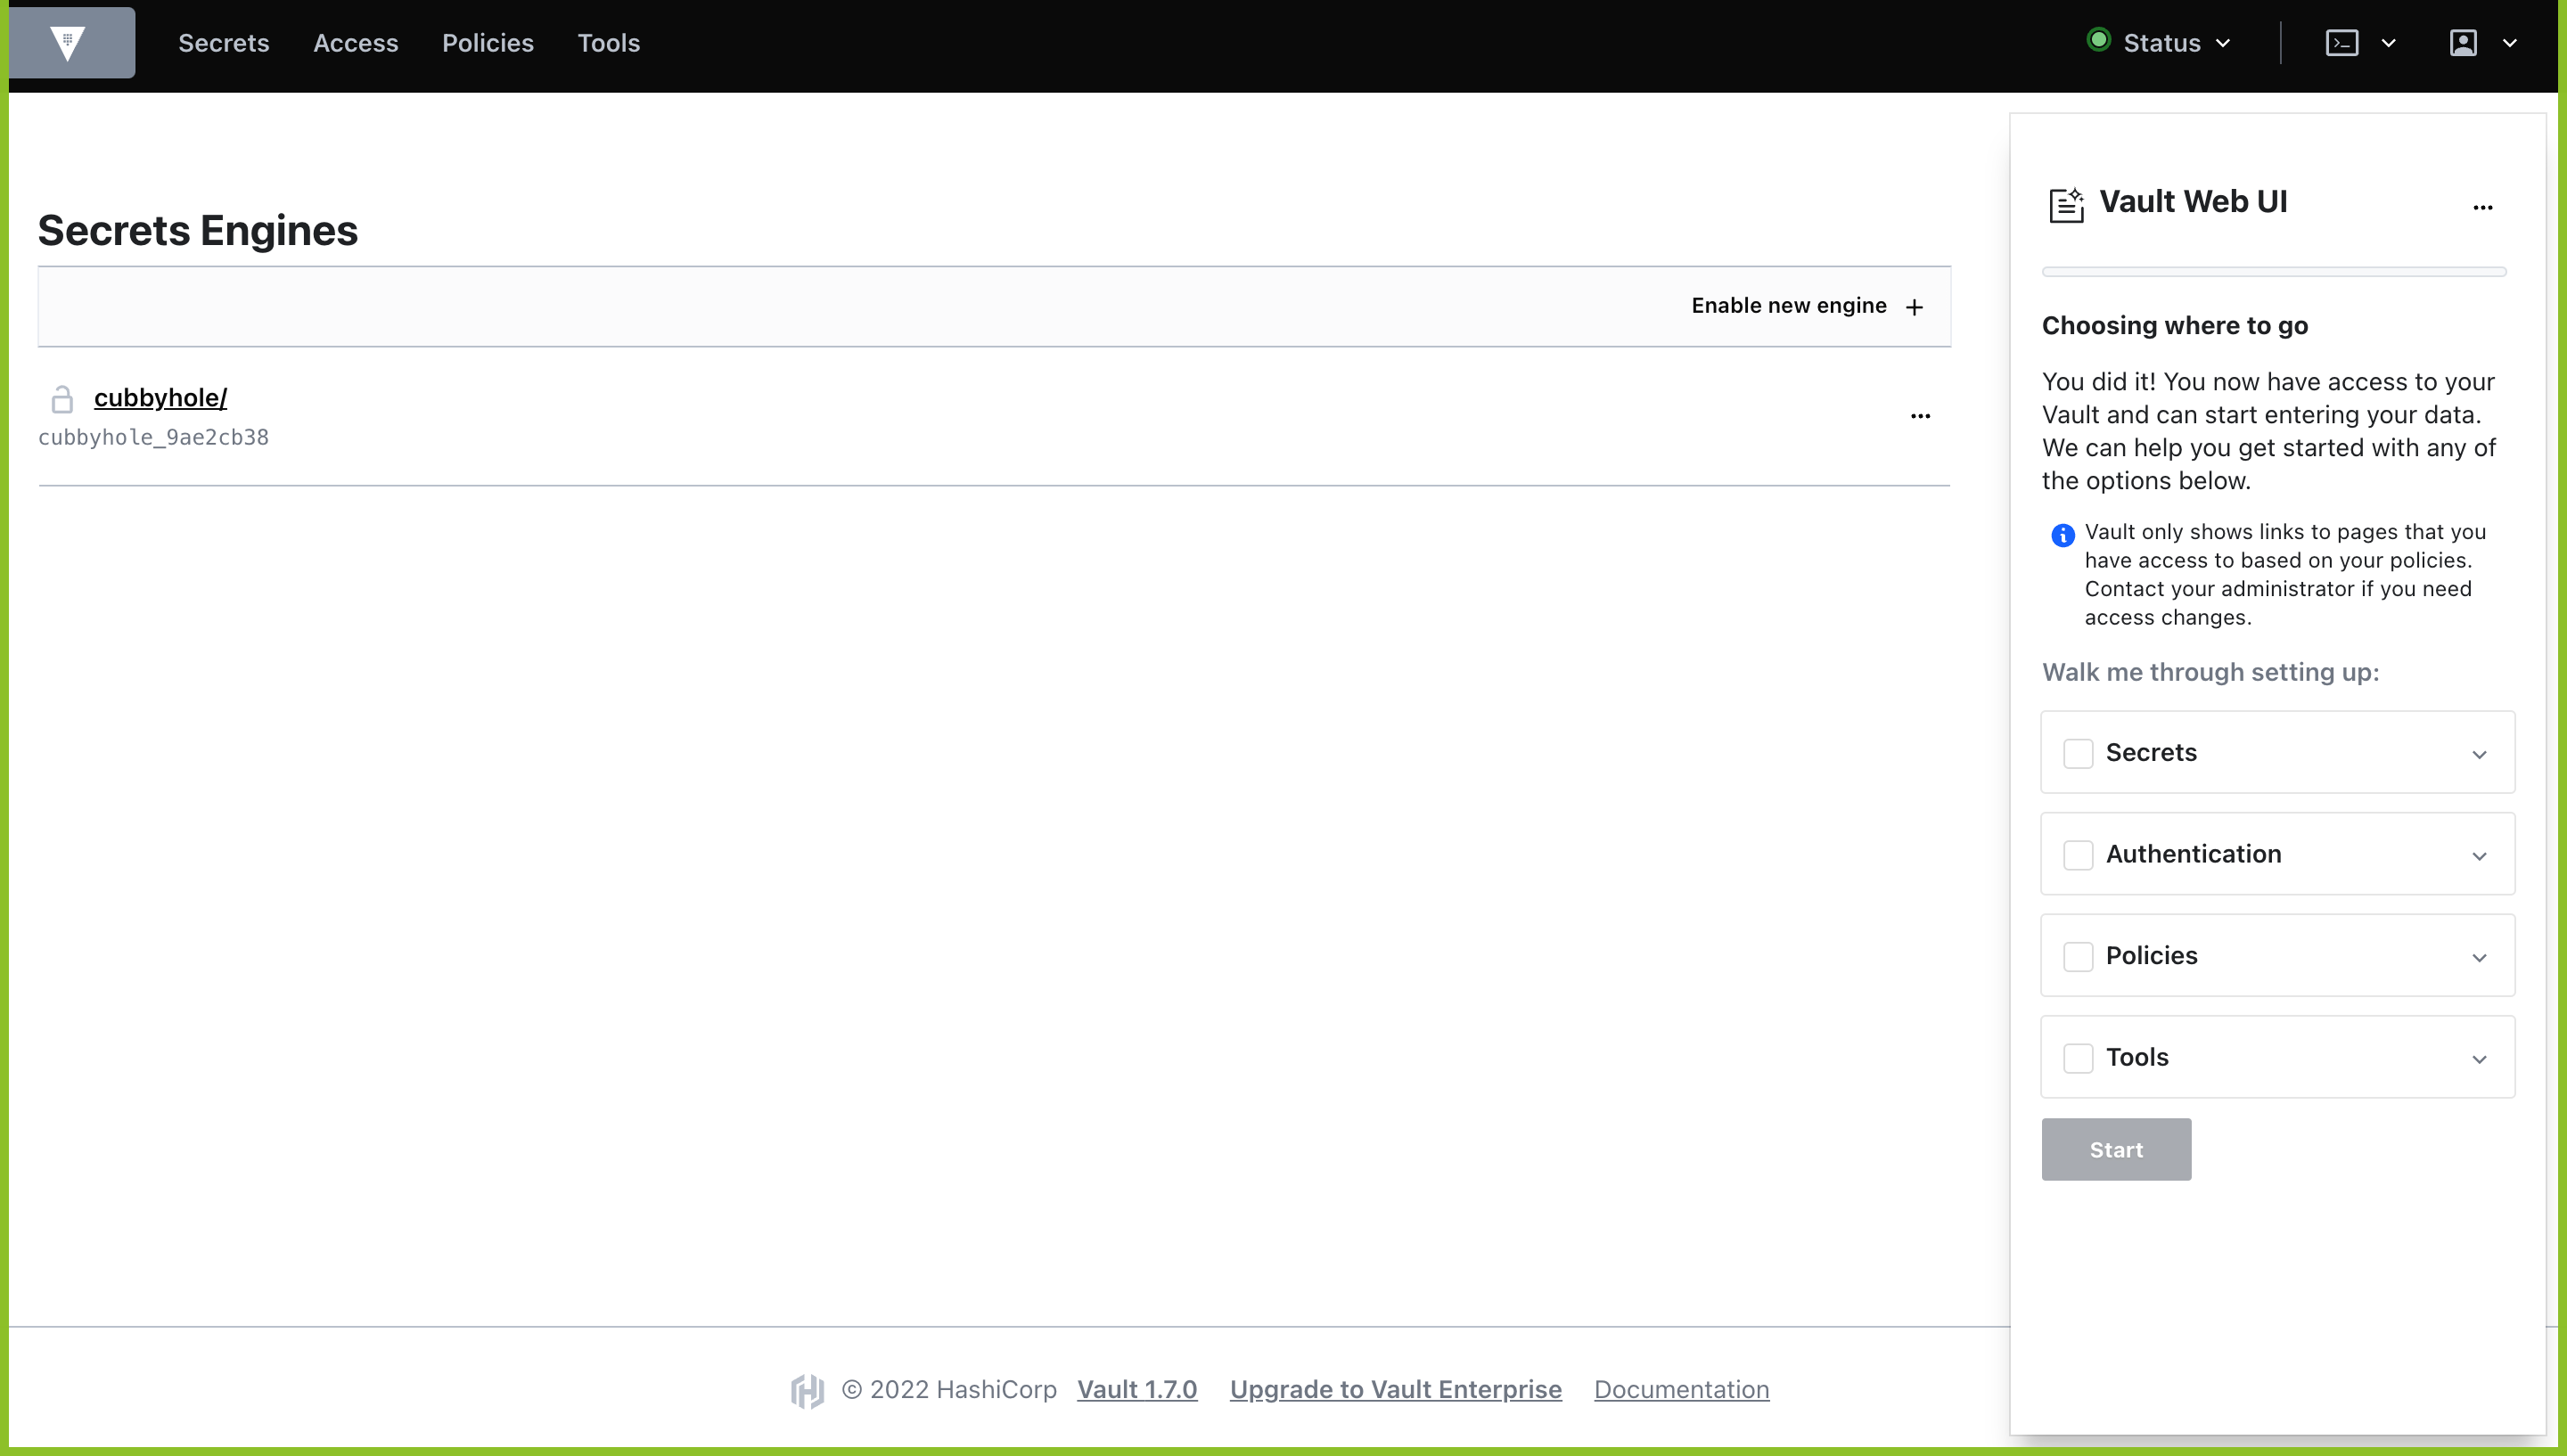 Secrets Access Policies Tools Status
Secrets Engines
Enable new engine
cubbyhole/
cubbyhole_9ae2cb38
Vault Web UI
Choosing where to go
You did it! You now have access to your
Vault and can start entering your data.
We can help you get started with any of
the options below.
Vault only shows links to pages that you
have access to based on your policies.
Contact your administrator if you need
access changes.
Walk me through setting up:
Secrets
Authentication
Policies
Tools
Start
© 2022 HashiCorp Vault 1.7.0 Upgrade to Vault Enterprise Documentation